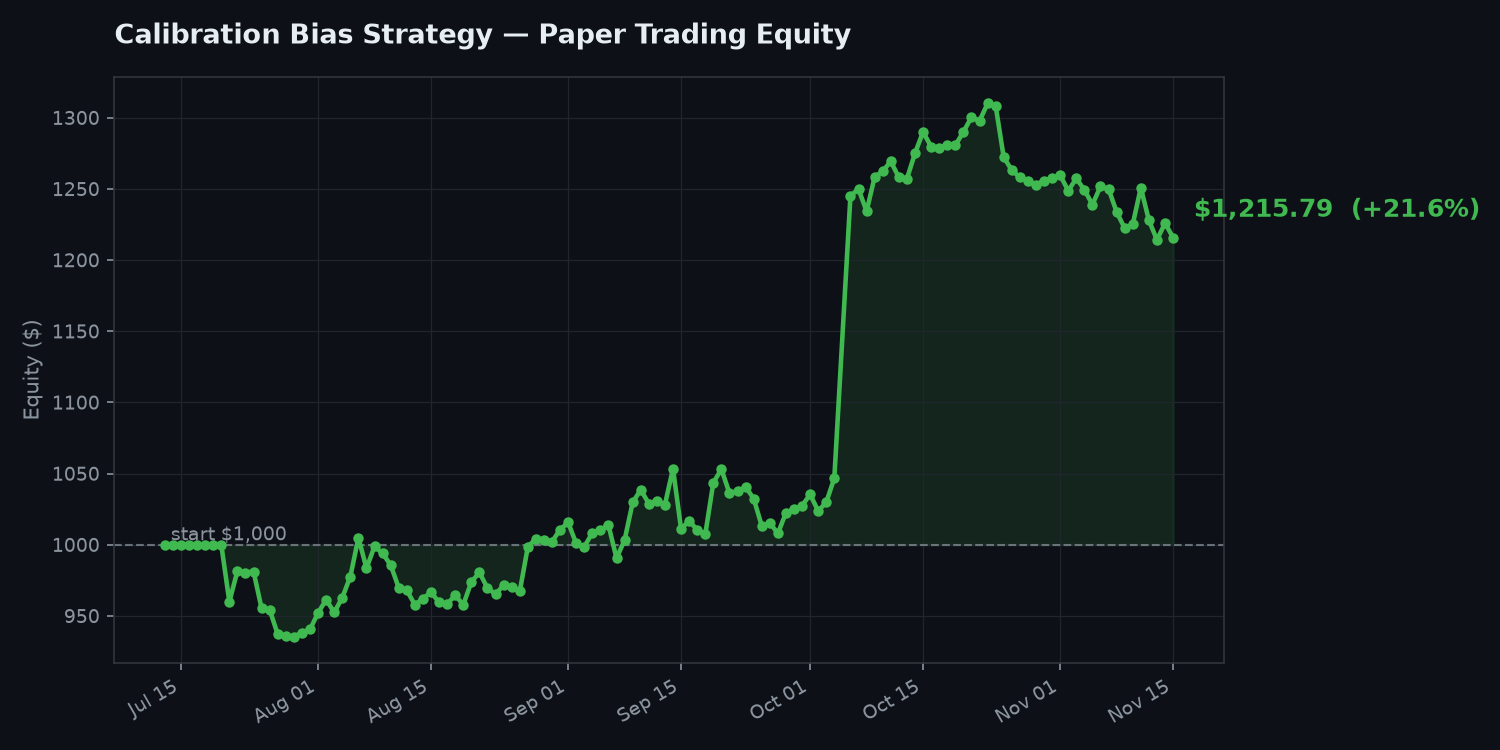 Calibration Bias Strategy — Paper Trading Equity
Equity ($)
1300
1250
1200
1150
1100
1050
1000
950
start $1,000
$1,215.79 (+21.6%)
Jul 15
Aug 01
Aug 15
Sep 01
Sep 15
Oct 01
Oct 15
Nov 01
Nov 15